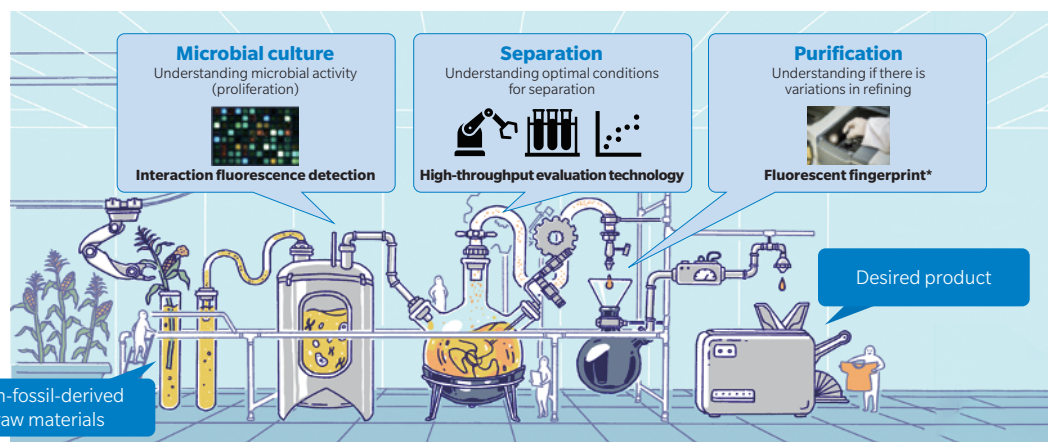 Microbial culture
Understanding microbial activity
(proliferation)
Interaction fluorescence detection
Separation
Understanding optimal conditions
for separation
High-throughput evaluation technology
Purification
Understanding if there is
variations in refining
Fluorescent fingerprint*
Desired product
n-fossil-derived
aw materials